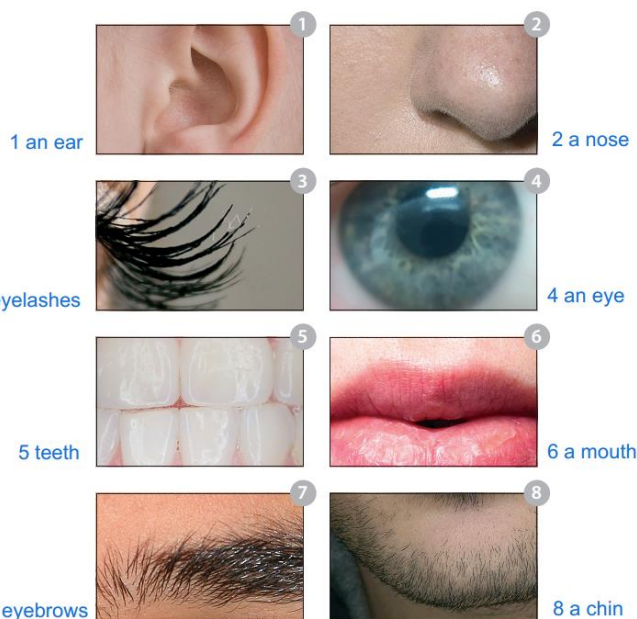 1
2
1 an ear
2 a nose
3
4
eyelashes
4 an eye
5
6
5 teeth
6 a mouth
7
8
eyebrows
8 a chin